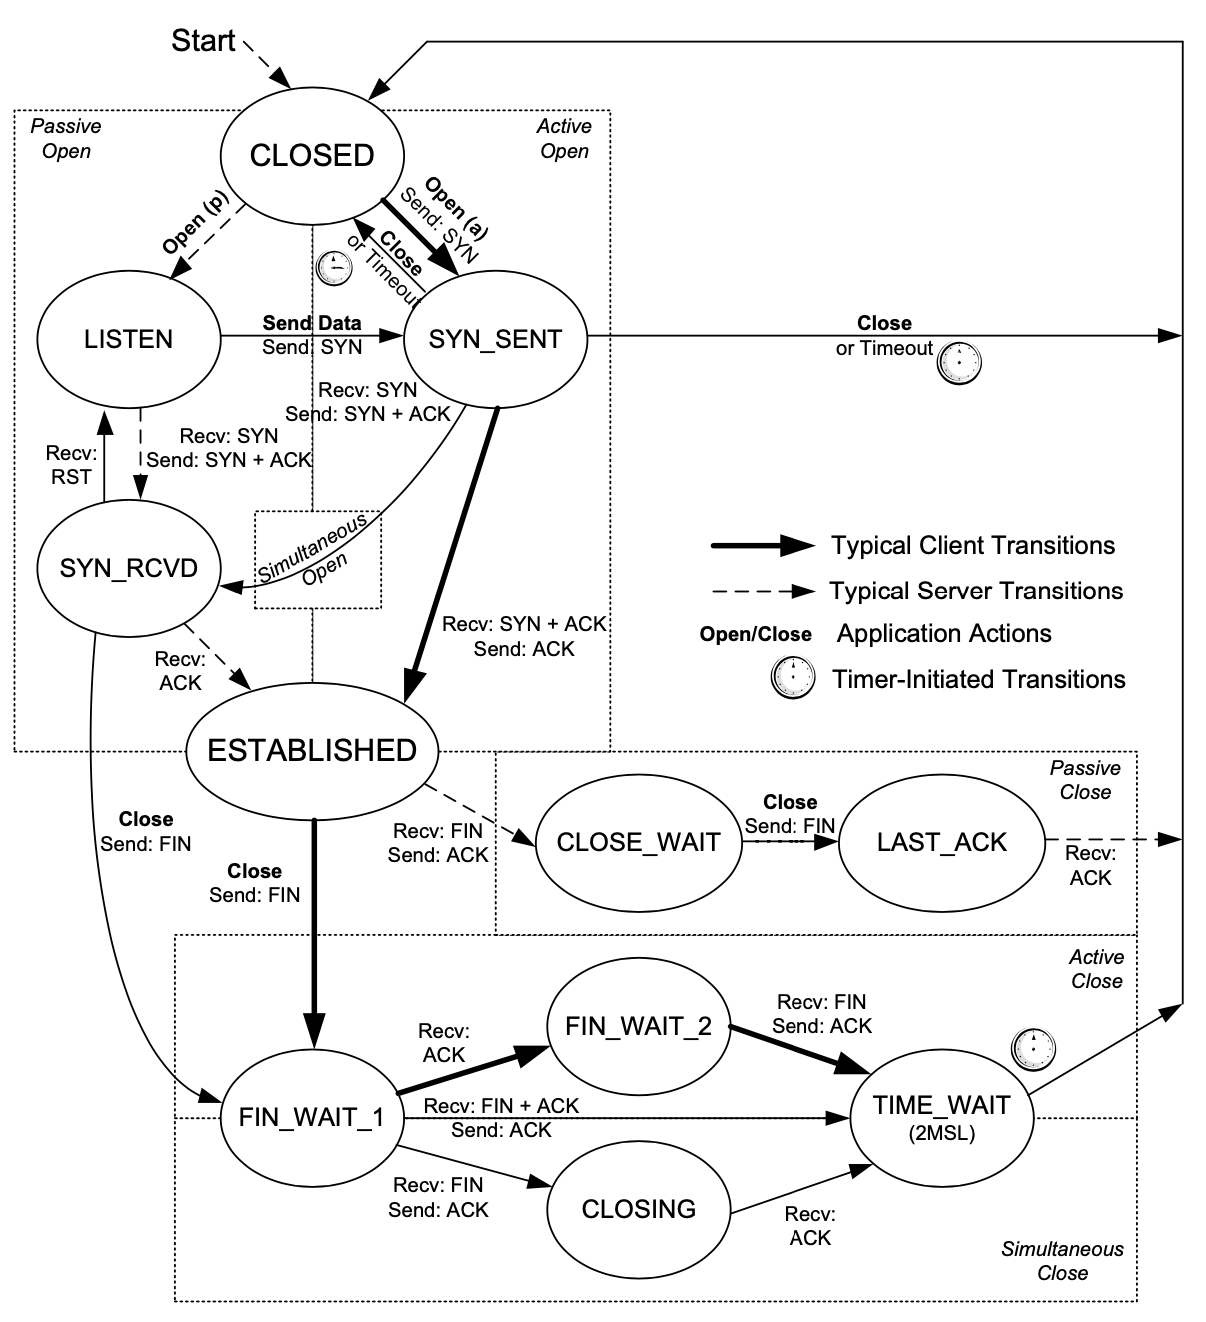 Start
Passive
Open
Active
Open
CLOSED
Open (p)
Open (a)
Send: SYN
Close
or Timeout
LISTEN
Send Data
Send: SYN
SYN_SENT
Close
or Timeout
Recv: SYN
Send: SYN + ACK
Recv: SYN
Send: SYN + ACK
Recv:
RST
SYN_RCVD
Simultaneous
Open
Typical Client Transitions
Typical Server Transitions
Open/Close Application Actions
Timer-Initiated Transitions
Recv: SYN + ACK
Send: ACK
Recv:
ACK
ESTABLISHED
Passive
Close
Close
Send: FIN
Recv: FIN
Send: ACK
CLOSE_WAIT
Close
Send: FIN
LAST_ACK
Recv:
ACK
Close
Send: FIN
Active
Close
Recv:
ACK
FIN_WAIT_2
Recv: FIN
Send: ACK
FIN_WAIT_1
Recv: FIN + ACK
Send: ACK
TIME_WAIT
(2MSL)
Recv: FIN
Send: ACK
CLOSING
Recv:
ACK
Simultaneous
Close